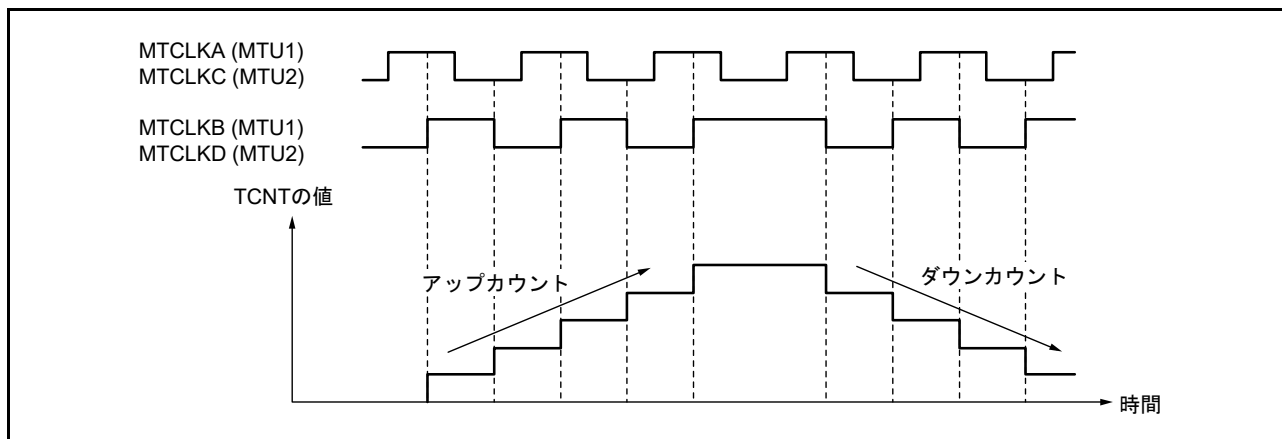 MTCLKA (MTU1)
MTCLKC (MTU2)
MTCLKB (MTU1)
MTCLKD (MTU2)
TCNTの値
アップカウント
ダウンカウント
時間